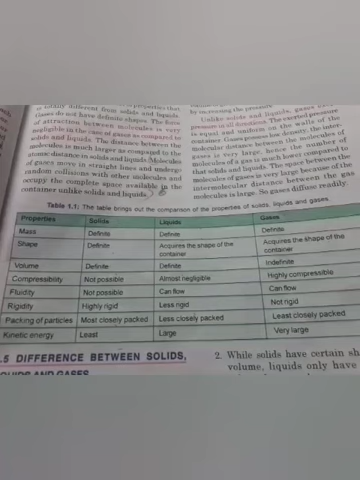 is totally different from solids and liquids.
Gases do not have definite shapes. The force
of attraction between molecules is very
negligible in the case of gases as compared to
solids and liquids. The distance between the
molecules is much larger as compared to the
atomic distance in solids and liquids. Molecules
of gases move in straight lines and undergo
random collisions with other molecules and
occupy the complete space available in the
container unlike solids and liquids.
by increasing the pressure
Unlike solids and liquids, gases
pressure in all directions. The exerted pressure
is equal and uniform on the walls of the
container. Gases possess low density, the inter-
molecular distance between the molecules of
gases is very large, hence the number of
molecules of a gas is much lower compared to
that solids and liquids. The space between the
molecules of gases is very large because of the
intermolecular distance between the gas
molecules is large. So gases diffuse readily.
Table 1.1: The table brings out the comparison of the properties of solids, liquids and gases.
Properties Solids Liquids Gases
Mass Definite Definite Definite
Shape Definite Acquires the shape of the container Acquires the shape of the container
Volume Definite Definite Indefinite
Compressibility Not possible Almost negligible Highly compressible
Fluidity Not possible Can flow Can flow
Rigidity Highly rigid Less rigid Not rigid
Packing of particles Most closely packed Less closely packed Least closely packed
Kinetic energy Least Large Very large
.5 DIFFERENCE BETWEEN SOLIDS,
LIQUIDS AND GASES
2. While solids have certain sh
volume, liquids only have